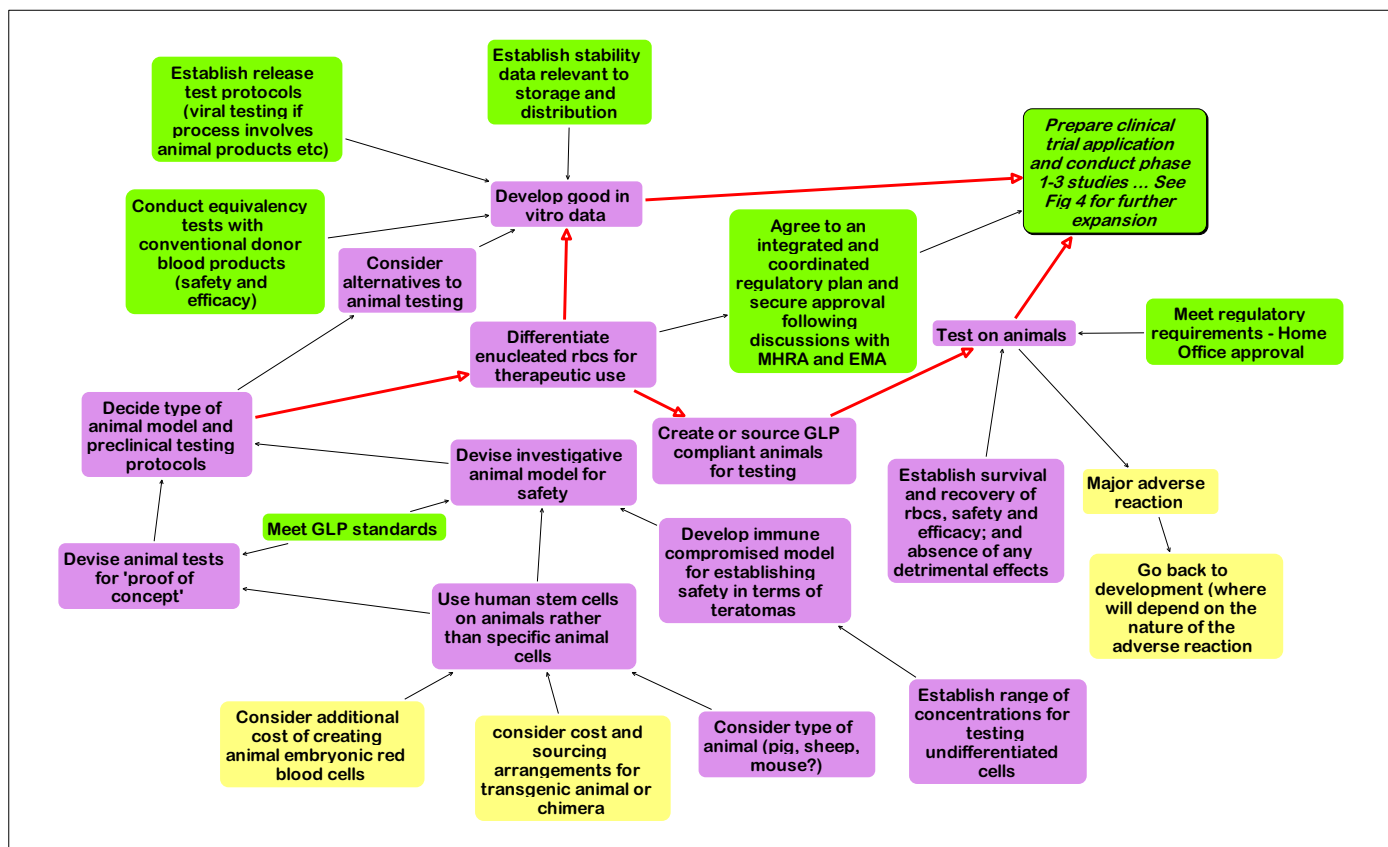 Establish release
test protocols
(viral testing if
process involves
animal products etc)
Establish stability
data relevant to
storage and
distribution
Prepare clinical
trial application
and conduct phase
1-3 studies ... See
Fig 4 for further
expansion
Develop good in
vitro data
Conduct equivalency
tests with
conventional donor
blood products
(safety and
efficacy)
Consider
alternatives to
animal testing
Agree to an
integrated and
coordinated
regulatory plan and
secure approval
following
discussions with
MHRA and EMA
Differentiate
enucleated rbcs for
therapeutic use
Test on animals
Meet regulatory
requirements - Home
Office approval
Decide type of
animal model and
preclinical testing
protocols
Create or source GLP
compliant animals
for testing
Devise investigative
animal model for
safety
Establish survival
and recovery of
rbcs, safety and
efficacy; and
absence of any
detrimental effects
Major adverse
reaction
Meet GLP standards
Devise animal tests
for 'proof of
concept'
Develop immune
compromised model
for establishing
safety in terms of
teratomas
Go back to
development (where
will depend on the
nature of the
adverse reaction
Use human stem cells
on animals rather
than specific animal
cells
Consider additional
cost of creating
animal embryonic red
blood cells
consider cost and
sourcing
arrangements for
transgenic animal or
chimera
Consider type of
animal (pig, sheep,
mouse?)
Establish range of
concentrations for
testing
undifferentiated
cells